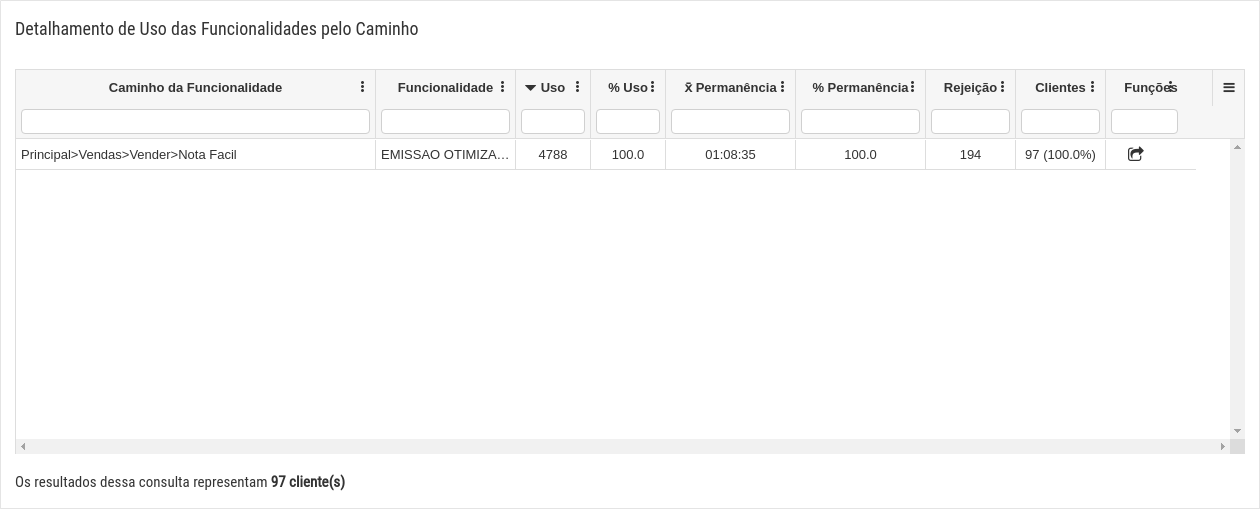 Detalhamento de Uso das Funcionalidades pelo Caminho
Caminho da Funcionalidade Funcionalidade Uso % Uso x̄ Permanência % Permanência Rejeição Clientes Funções
Principal>Vendas>Vender>Nota Facil EMISSAO OTIMIZA... 4788 100.0 01:08:35 100.0 194 97 (100.0%)
Os resultados dessa consulta representam 97 cliente(s)